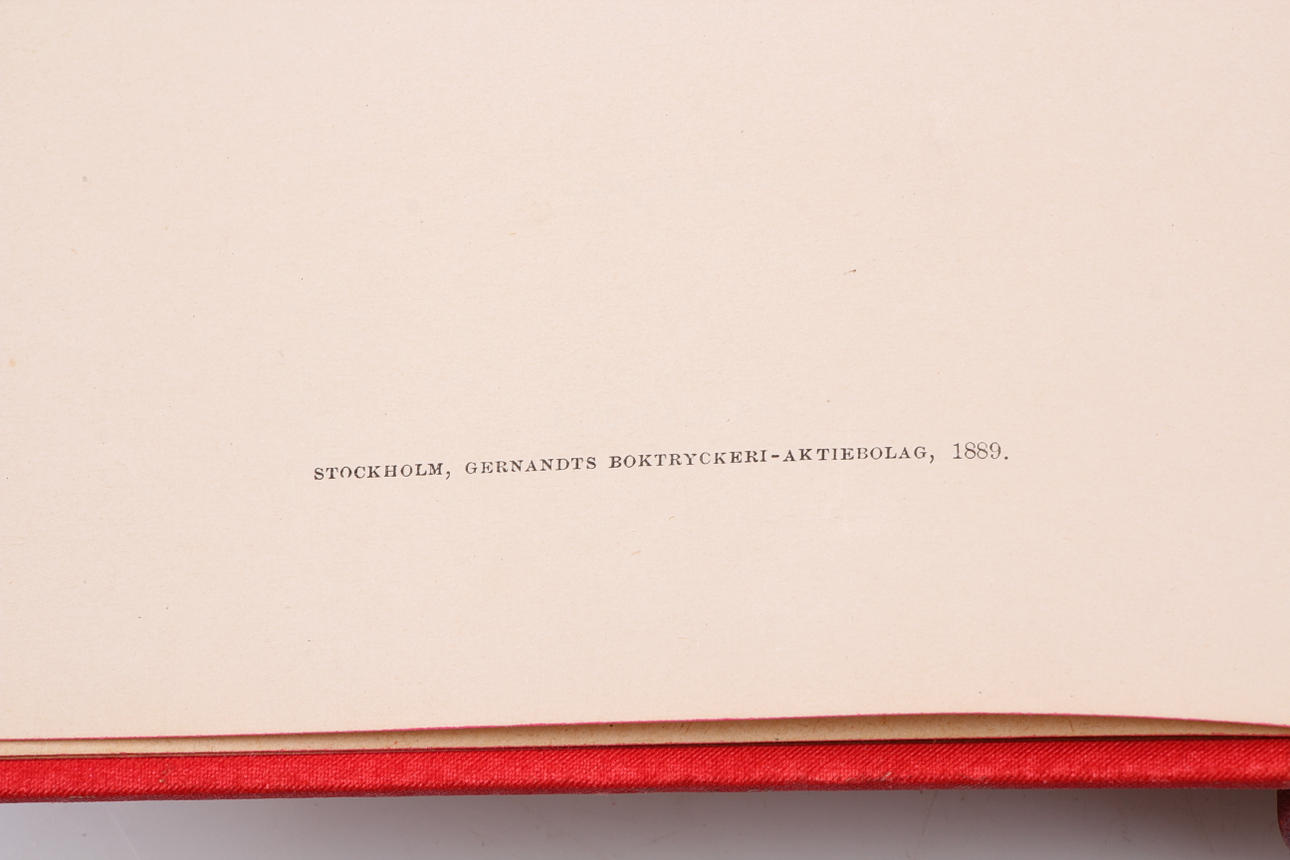 STOCKHOLM, GERNANDTS BOKTRYCKERI-AKTIEBOLAG, 1889.